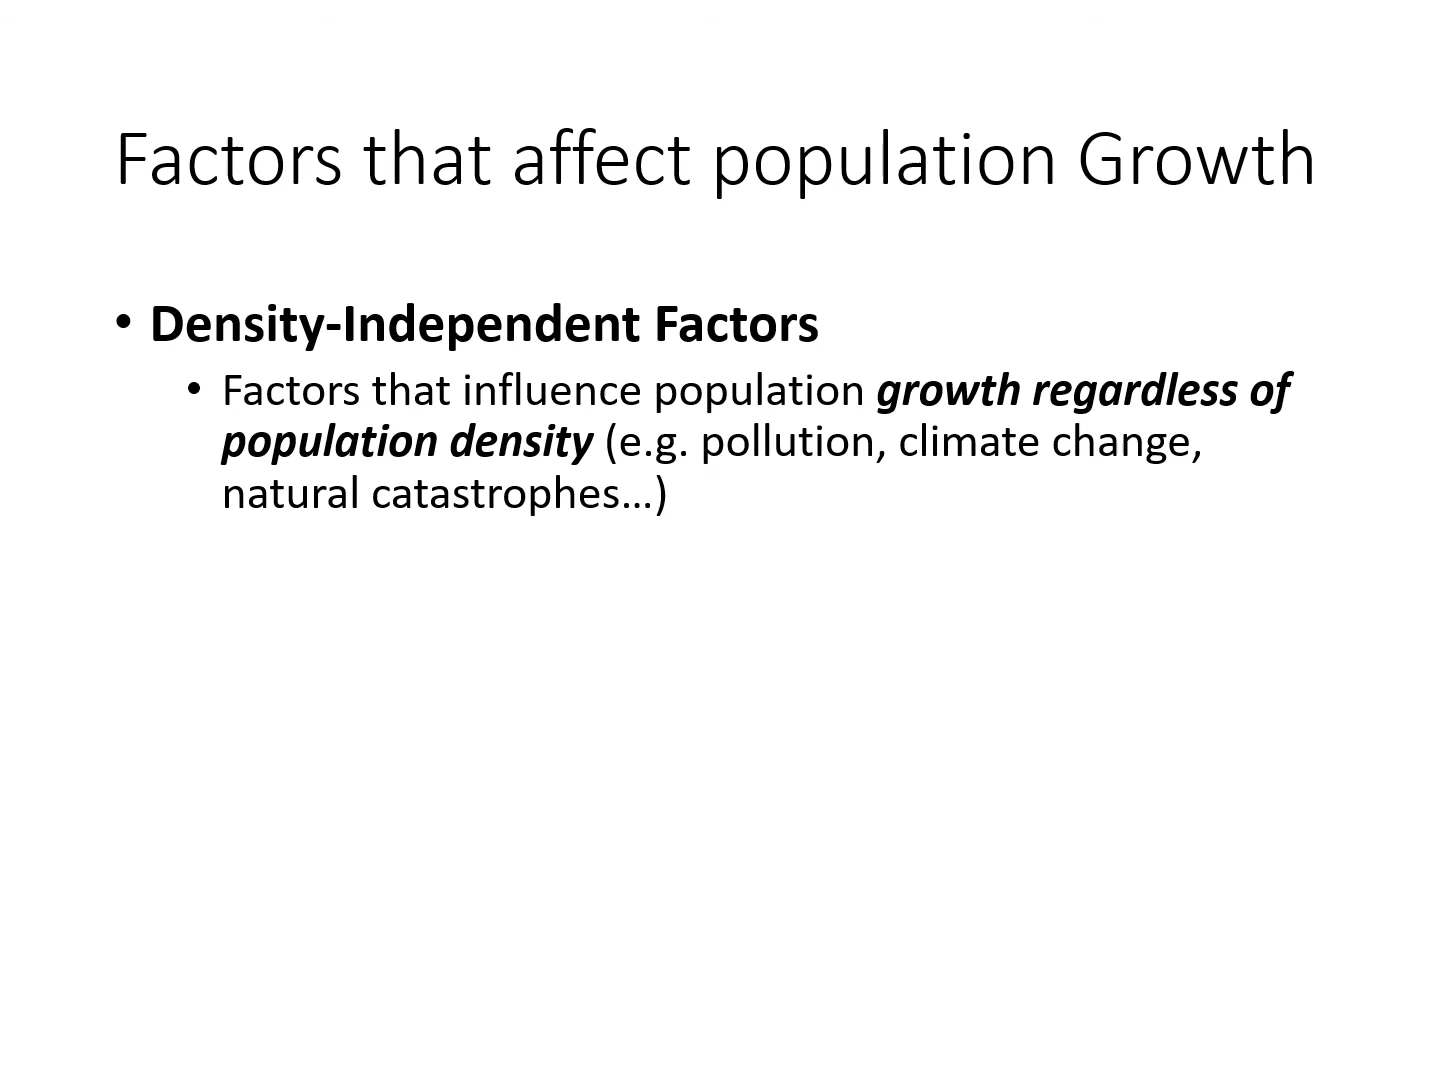 Factors that affect population Growth
• Density-Independent Factors
• Factors that influence population growth regardless of
population density (e.g. pollution, climate change,
natural catastrophes…)